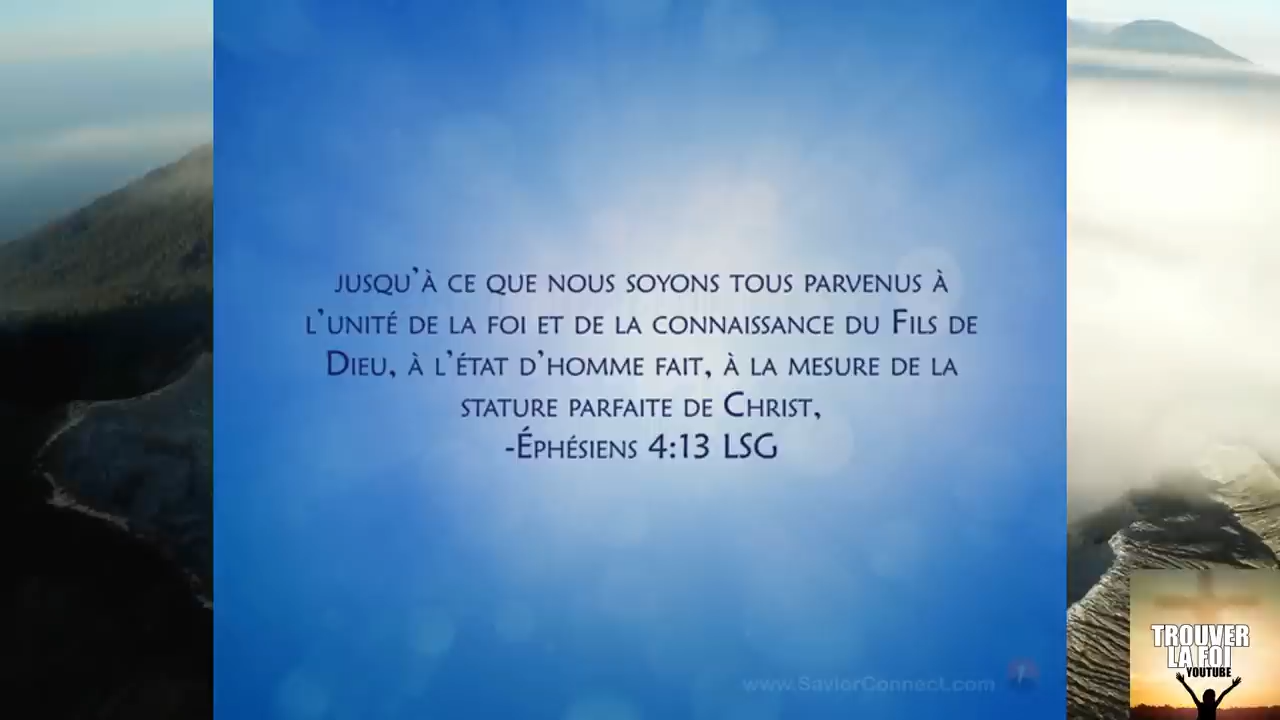 jusqu'à ce que nous soyons tous parvenus à
l'unité de la foi et de la connaissance du Fils de
Dieu, à l'état d'homme fait, à la mesure de la
stature parfaite de Christ,
-Éphésiens 4:13 LSG
www.SaviorConnect.com
TROUVER
LA FOI
YOUTUBE